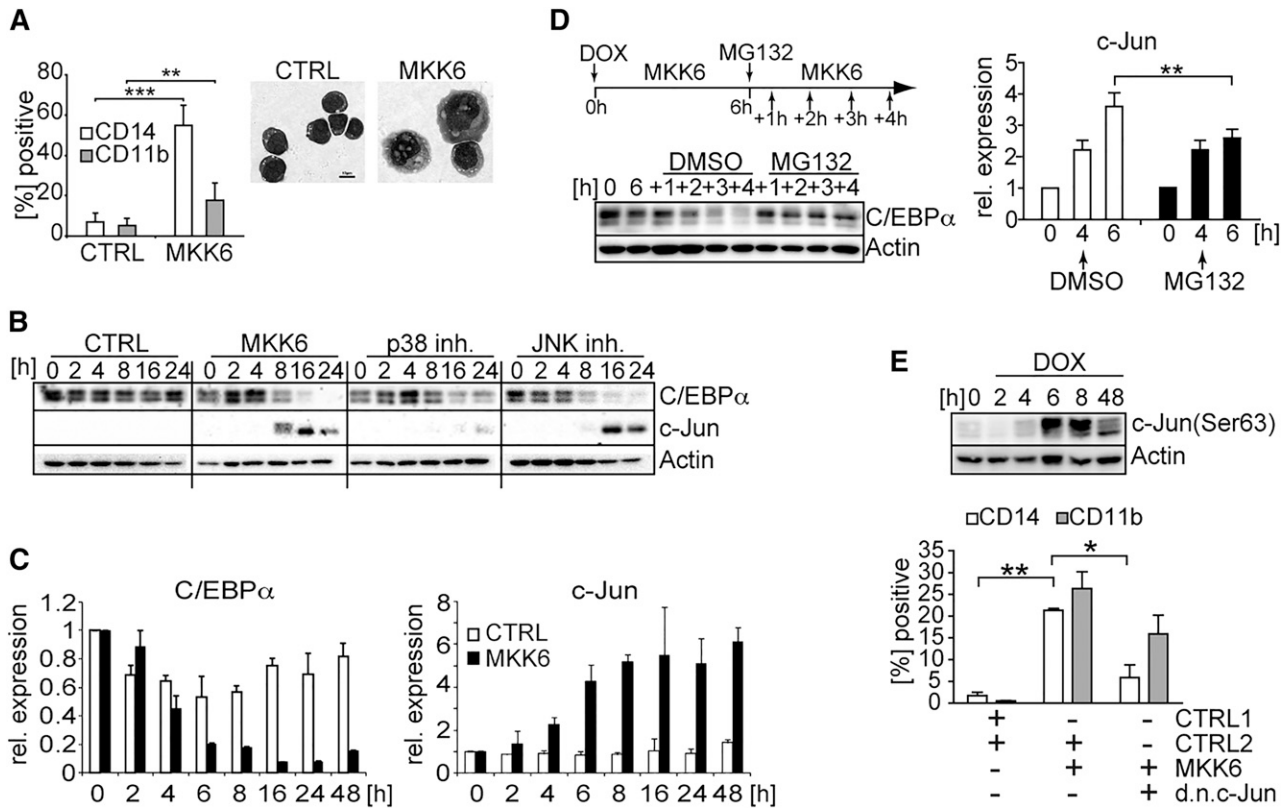 A
80
60
40
20
0
[%] positive
***
**
CD14
CD11b
CTRL MKK6
CTRL MKK6
B
CTRL MKK6 p38 inh. JNK inh.
[h] 0 2 4 8 16 24 0 2 4 8 16 24 0 2 4 8 16 24 0 2 4 8 16 24
C/EBPα
c-Jun
Actin
C
C/EBPα
rel. expression
1.2
1
0.8
0.6
0.4
0.2
0
0 2 4 6 8 16 24 48 [h]
c-Jun
rel. expression
8
6
4
2
0
CTRL
MKK6
0 2 4 6 8 16 24 48 [h]
D
DOX MG132
MKK6 MKK6
0h 6h +1h +2h +3h +4h
DMSO MG132
[h] 0 6 +1+2+3+4 +1+2+3+4
C/EBPα
Actin
c-Jun
rel. expression
5
4
3
2
1
0
**
0 4 6 0 4 6 [h]
DMSO MG132
E
DOX
[h] 0 2 4 6 8 48
c-Jun(Ser63)
Actin
CD14 CD11b
[%] positive
35
30
25
20
15
10
5
0
**
*
+ - - CTRL1
+ + - CTRL2
- + + MKK6
- - + d.n.c-Jun